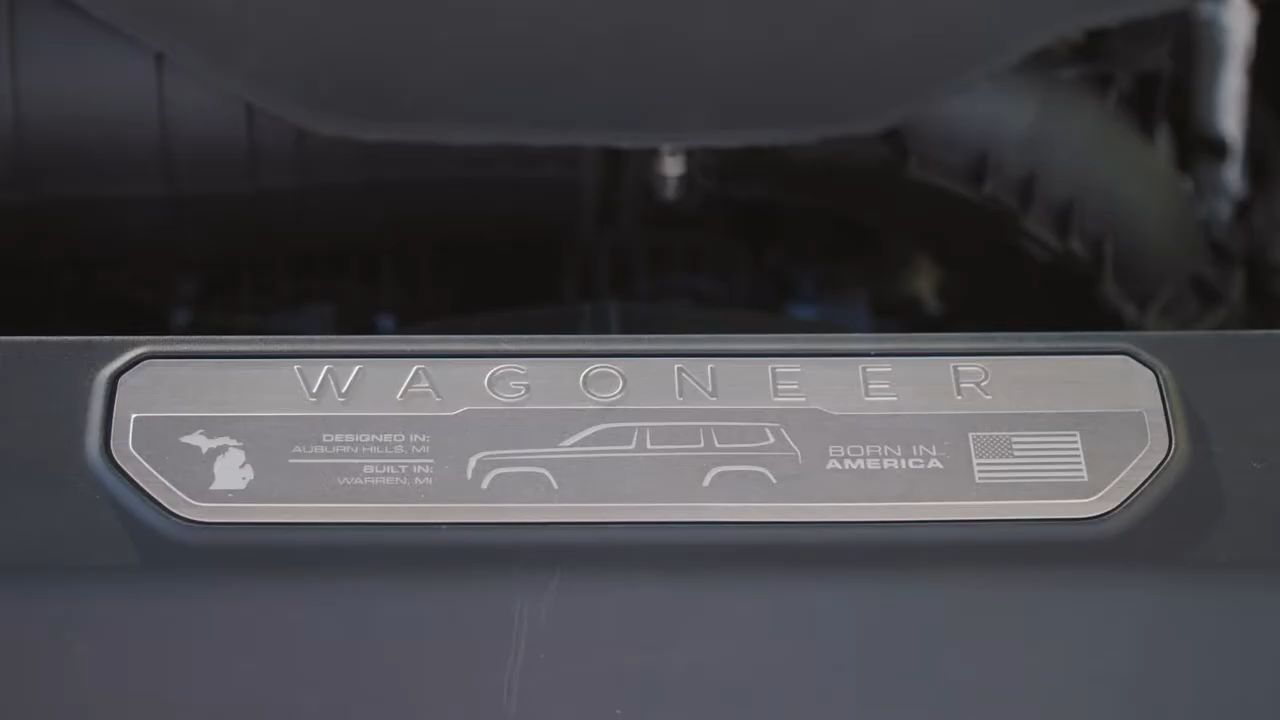 WAGONEER
DESIGNED IN:
AUBURN HILLS, MI
BUILT IN:
WARREN, MI
BORN IN
AMERICA